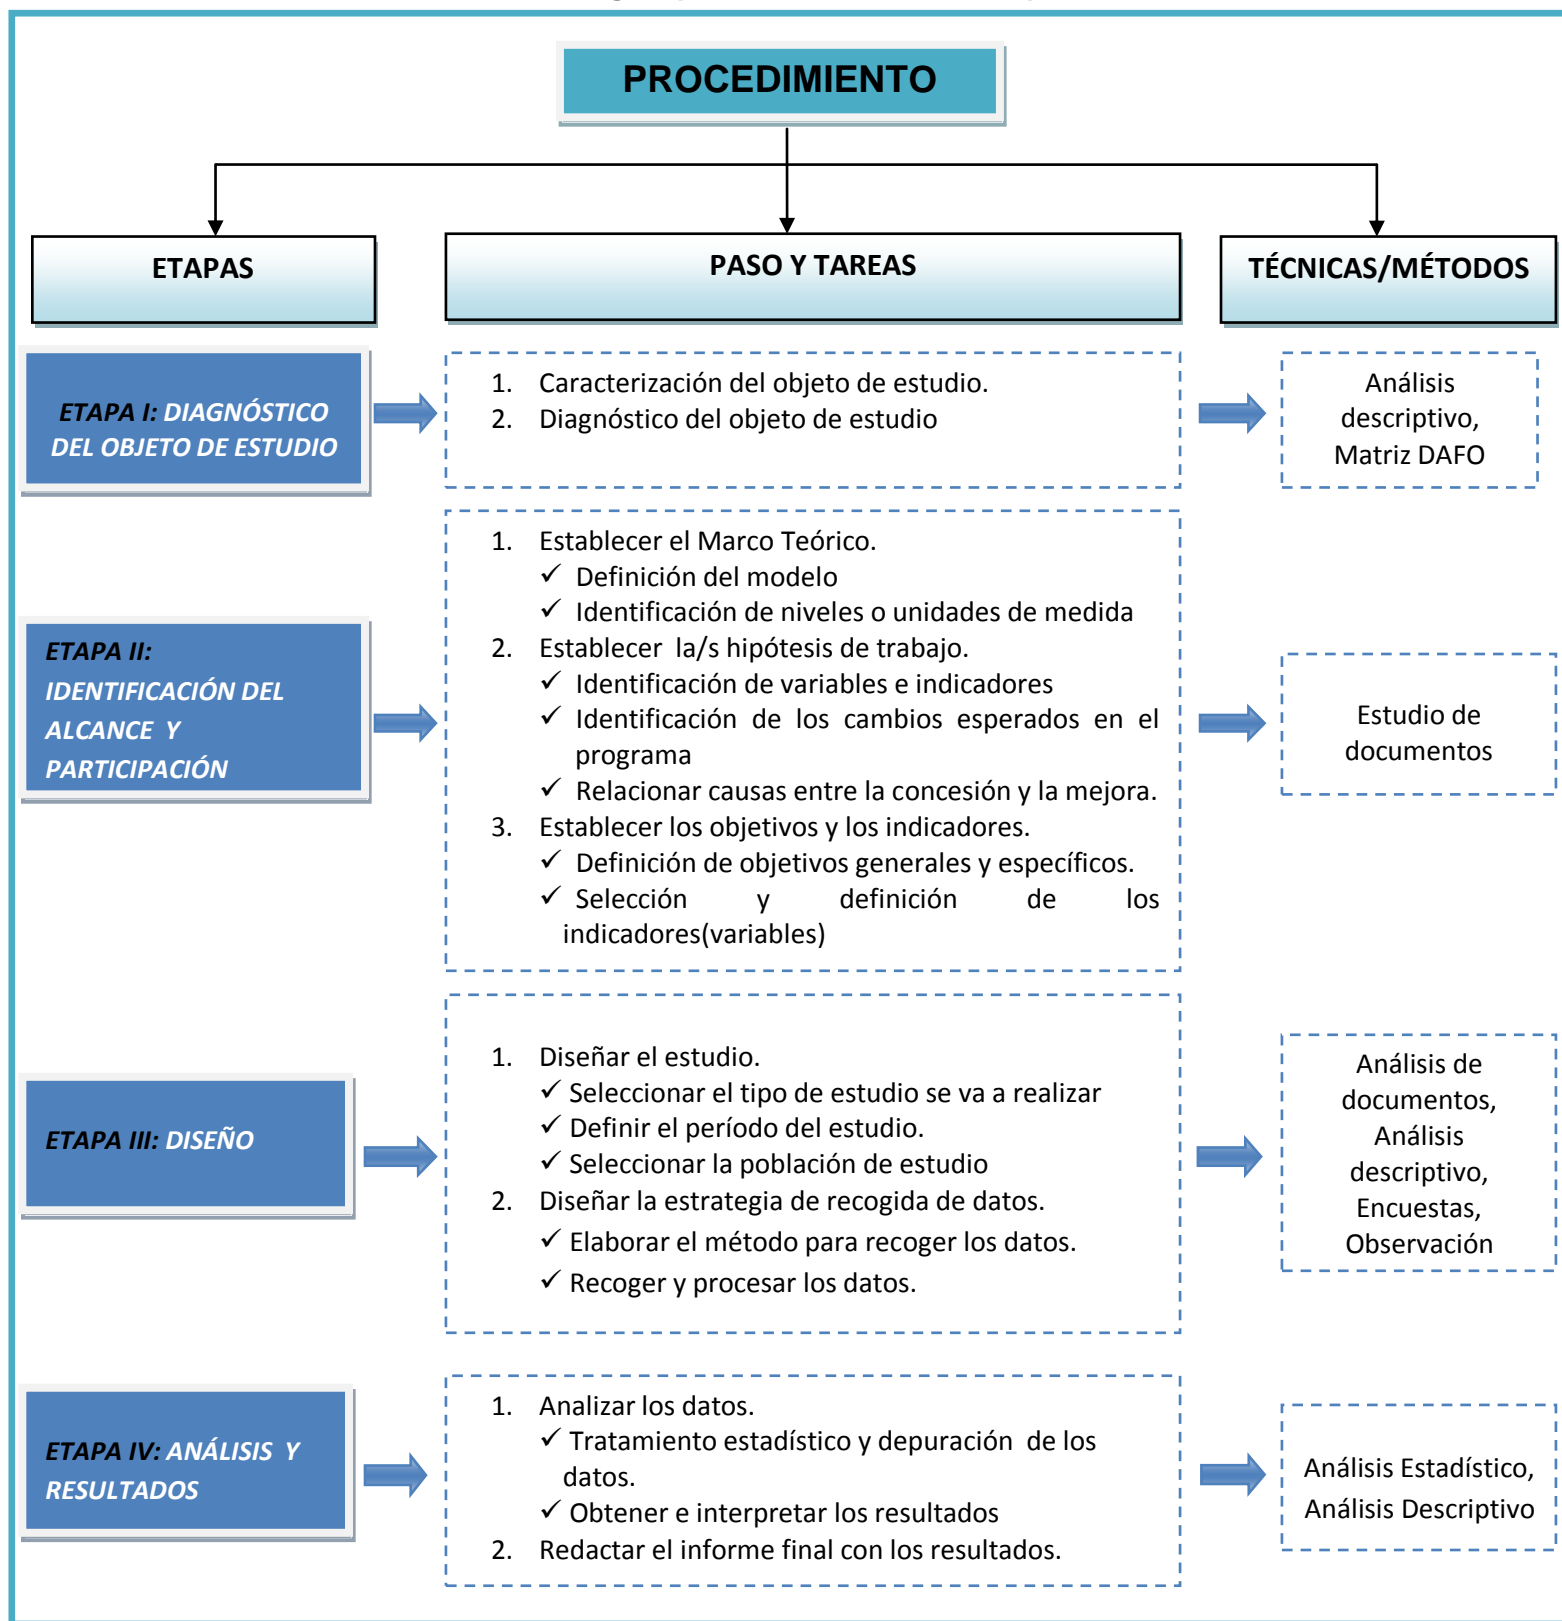 PROCEDIMIENTO
ETAPAS
PASO Y TAREAS
TÉCNICAS/MÉTODOS
ETAPA I: DIAGNÓSTICO
DEL OBJETO DE ESTUDIO
1. Caracterización del objeto de estudio.
2. Diagnóstico del objeto de estudio
Análisis
descriptivo,
Matriz DAFO
ETAPA II:
IDENTIFICACIÓN DEL
ALCANCE Y
PARTICIPACIÓN
1. Establecer el Marco Teórico.
✓ Definición del modelo
✓ Identificación de niveles o unidades de medida
2. Establecer la/s hipótesis de trabajo.
✓ Identificación de variables e indicadores
✓ Identificación de los cambios esperados en el
programa
✓ Relacionar causas entre la concesión y la mejora.
3. Establecer los objetivos y los indicadores.
✓ Definición de objetivos generales y específicos.
✓ Selección y definición de los
indicadores(variables)
Estudio de
documentos
ETAPA III: DISEÑO
1. Diseñar el estudio.
✓ Seleccionar el tipo de estudio se va a realizar
✓ Definir el período del estudio.
✓ Seleccionar la población de estudio
2. Diseñar la estrategia de recogida de datos.
✓ Elaborar el método para recoger los datos.
✓ Recoger y procesar los datos.
Análisis de
documentos,
Análisis
descriptivo,
Encuestas,
Observación
ETAPA IV: ANÁLISIS Y
RESULTADOS
1. Analizar los datos.
✓ Tratamiento estadístico y depuración de los
datos.
✓ Obtener e interpretar los resultados
2. Redactar el informe final con los resultados.
Análisis Estadístico,
Análisis Descriptivo